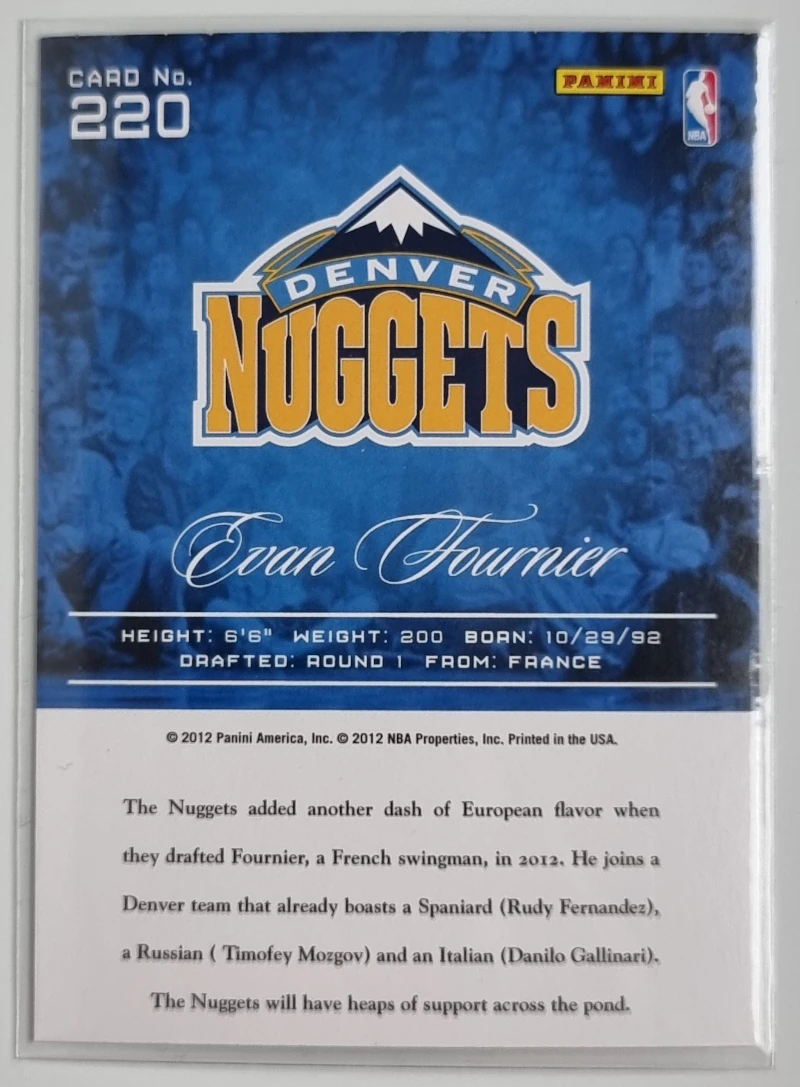 CARD No.
220
PANINI
NBA
DENVER
NUGGETS
Evan Fournier
HEIGHT: 6'6" WEIGHT: 200 BORN: 10/29/92
DRAFTED: ROUND 1 FROM: FRANCE
© 2012 Panini America, Inc. © 2012 NBA Properties, Inc. Printed in the USA.
The Nuggets added another dash of European flavor when
they drafted Fournier, a French swingman, in 2012. He joins a
Denver team that already boasts a Spaniard (Rudy Fernandez),
a Russian ( Timofey Mozgov) and an Italian (Danilo Gallinari).
The Nuggets will have heaps of support across the pond.